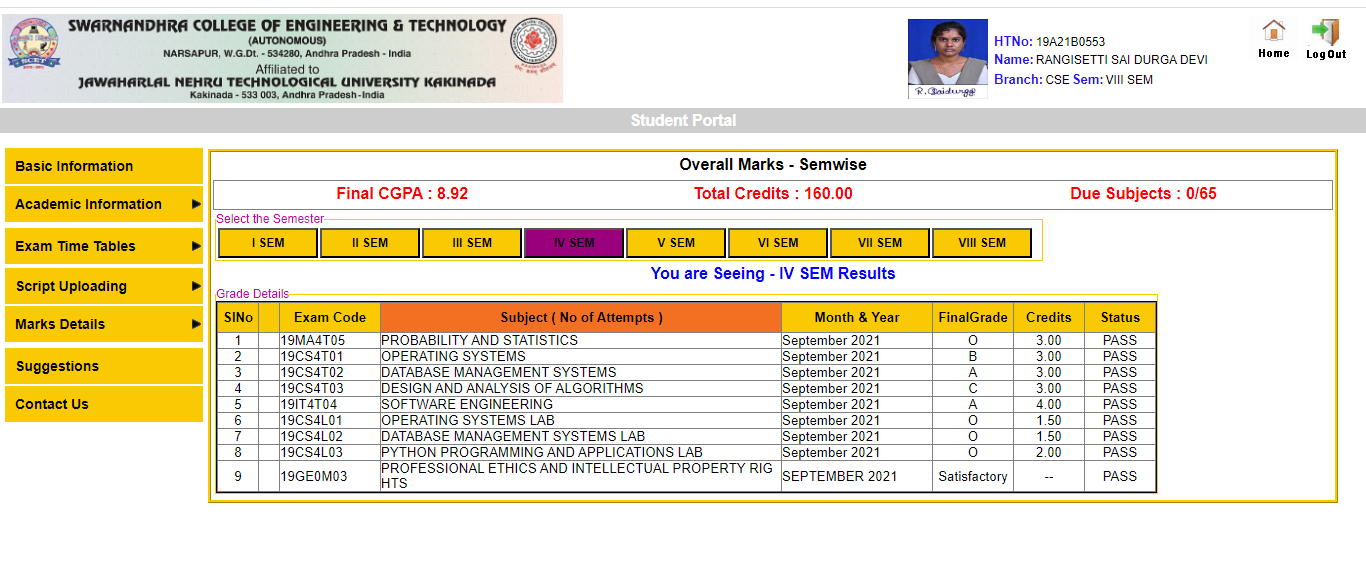 SWARNANDHRA COLLEGE OF ENGINEERING & TECHNOLOGY
(AUTONOMOUS)
NARSAPUR, W.G.Dt. - 534280, Andhra Pradesh - India
Affiliated to
JAWAHARLAL NEHRU TECHNOLOGICAL UNIVERSITY KAKINADA
Kakinada - 533 003, Andhra Pradesh-India
SCET
R. Saidurga
HTNo: 19A21B0553
Name: RANGISETTI SAI DURGA DEVI
Branch: CSE Sem: VIII SEM
Home
LogOut
Student Portal
Basic Information
Academic Information
Exam Time Tables
Script Uploading
Marks Details
Suggestions
Contact Us
Overall Marks - Semwise
Final CGPA : 8.92 Total Credits : 160.00 Due Subjects : 0/65
Select the Semester
I SEM II SEM III SEM IV SEM V SEM VI SEM VII SEM VIII SEM
You are Seeing - IV SEM Results
Grade Details
SlNo Exam Code Subject ( No of Attempts ) Month & Year FinalGrade Credits Status
1 19MA4T05 PROBABILITY AND STATISTICS September 2021 O 3.00 PASS
2 19CS4T01 OPERATING SYSTEMS September 2021 B 3.00 PASS
3 19CS4T02 DATABASE MANAGEMENT SYSTEMS September 2021 A 3.00 PASS
4 19CS4T03 DESIGN AND ANALYSIS OF ALGORITHMS September 2021 C 3.00 PASS
5 19IT4T04 SOFTWARE ENGINEERING September 2021 A 4.00 PASS
6 19CS4L01 OPERATING SYSTEMS LAB September 2021 O 1.50 PASS
7 19CS4L02 DATABASE MANAGEMENT SYSTEMS LAB September 2021 O 1.50 PASS
8 19CS4L03 PYTHON PROGRAMMING AND APPLICATIONS LAB September 2021 O 2.00 PASS
9 19GE0M03 PROFESSIONAL ETHICS AND INTELLECTUAL PROPERTY RIG
HTS SEPTEMBER 2021 Satisfactory -- PASS